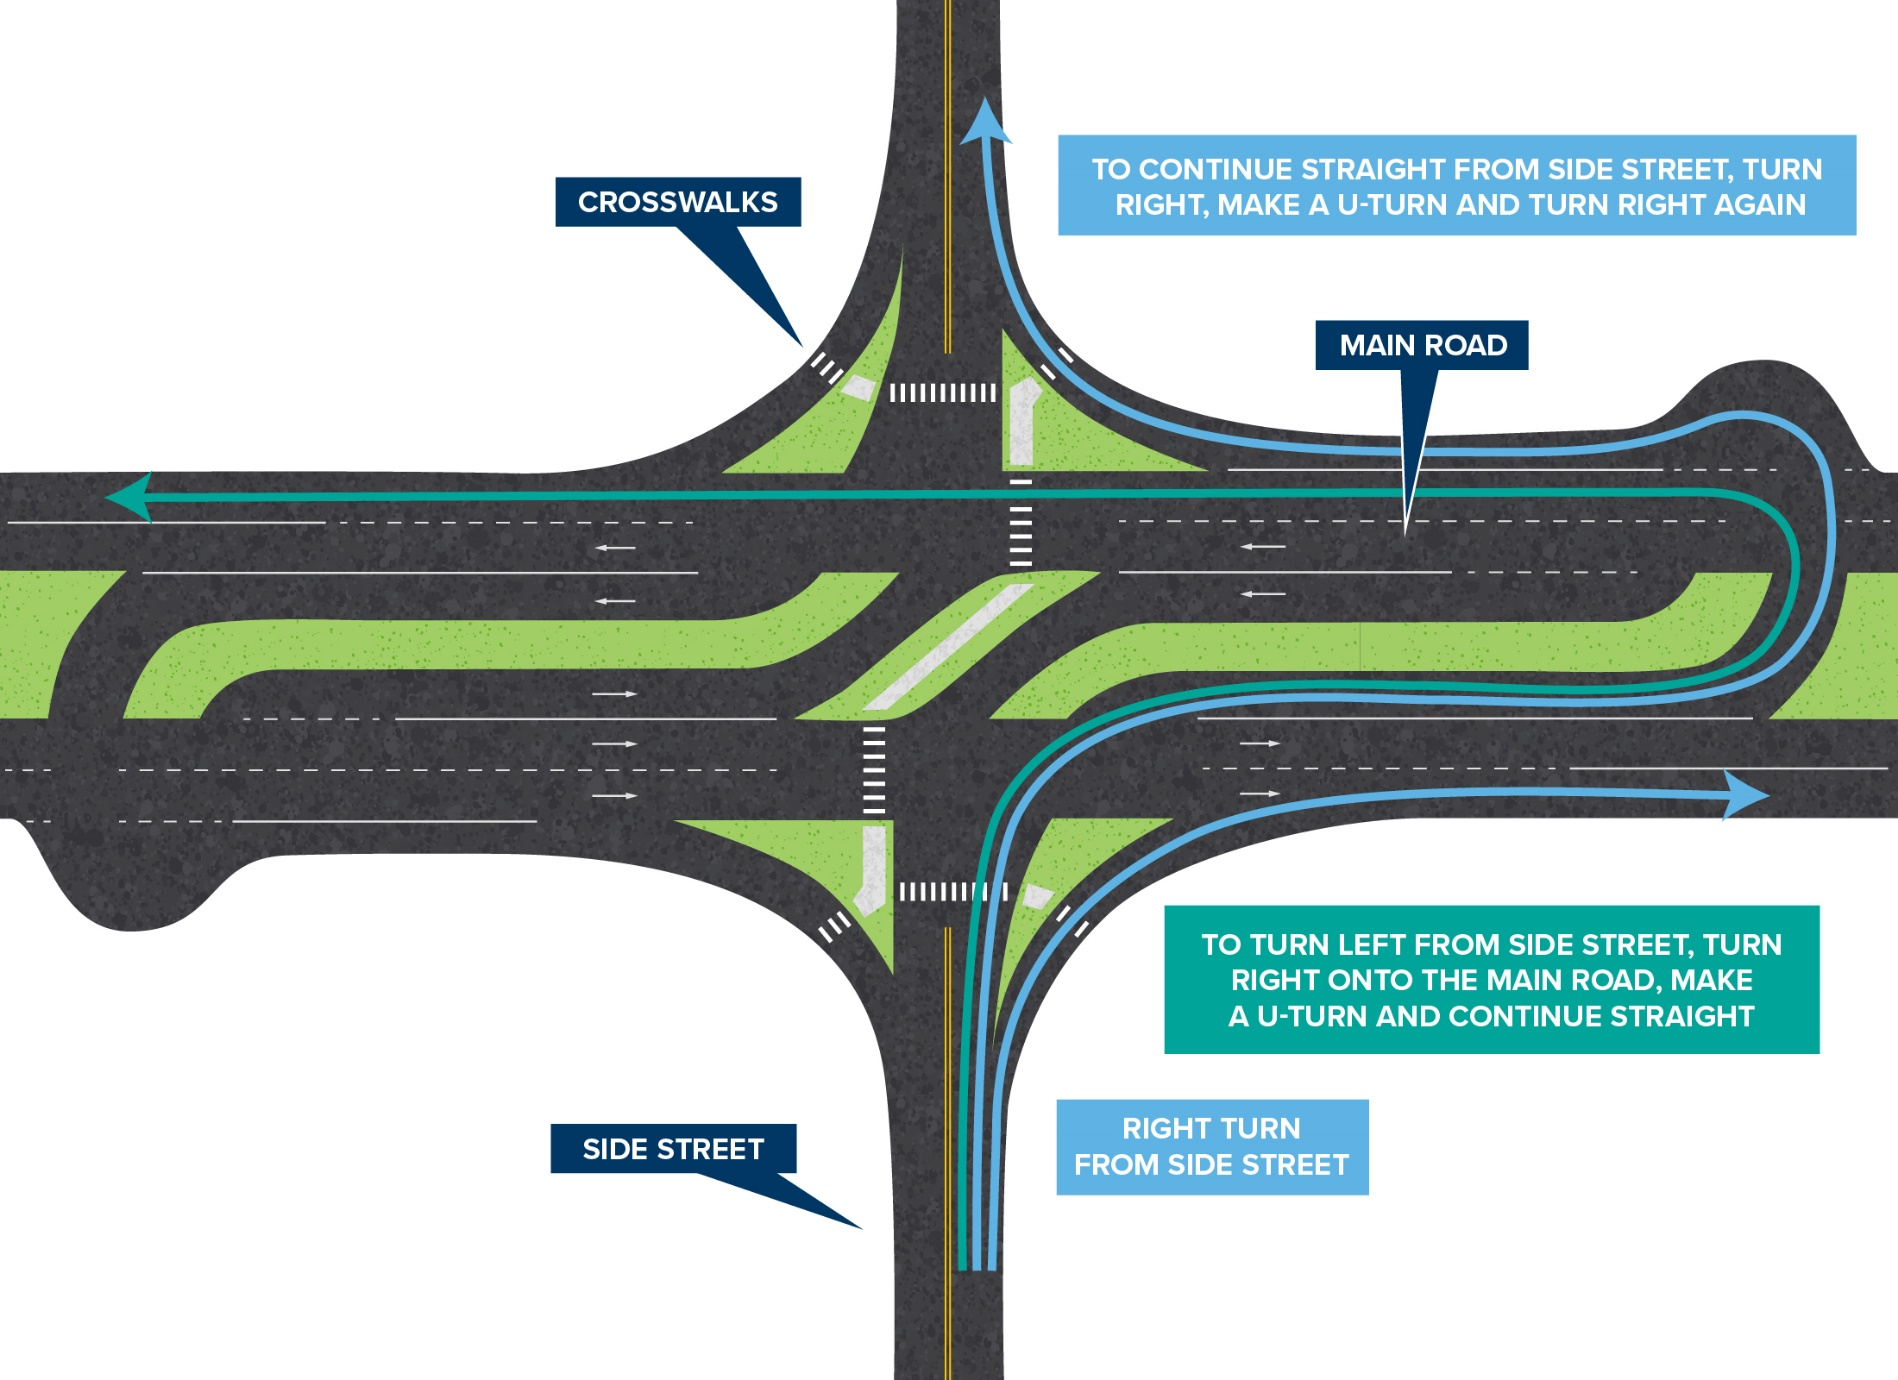 TO CONTINUE STRAIGHT FROM SIDE STREET, TURN
RIGHT, MAKE A U-TURN AND TURN RIGHT AGAIN
CROSSWALKS
MAIN ROAD
TO TURN LEFT FROM SIDE STREET, TURN
RIGHT ONTO THE MAIN ROAD, MAKE
A U-TURN AND CONTINUE STRAIGHT
RIGHT TURN
FROM SIDE STREET
SIDE STREET